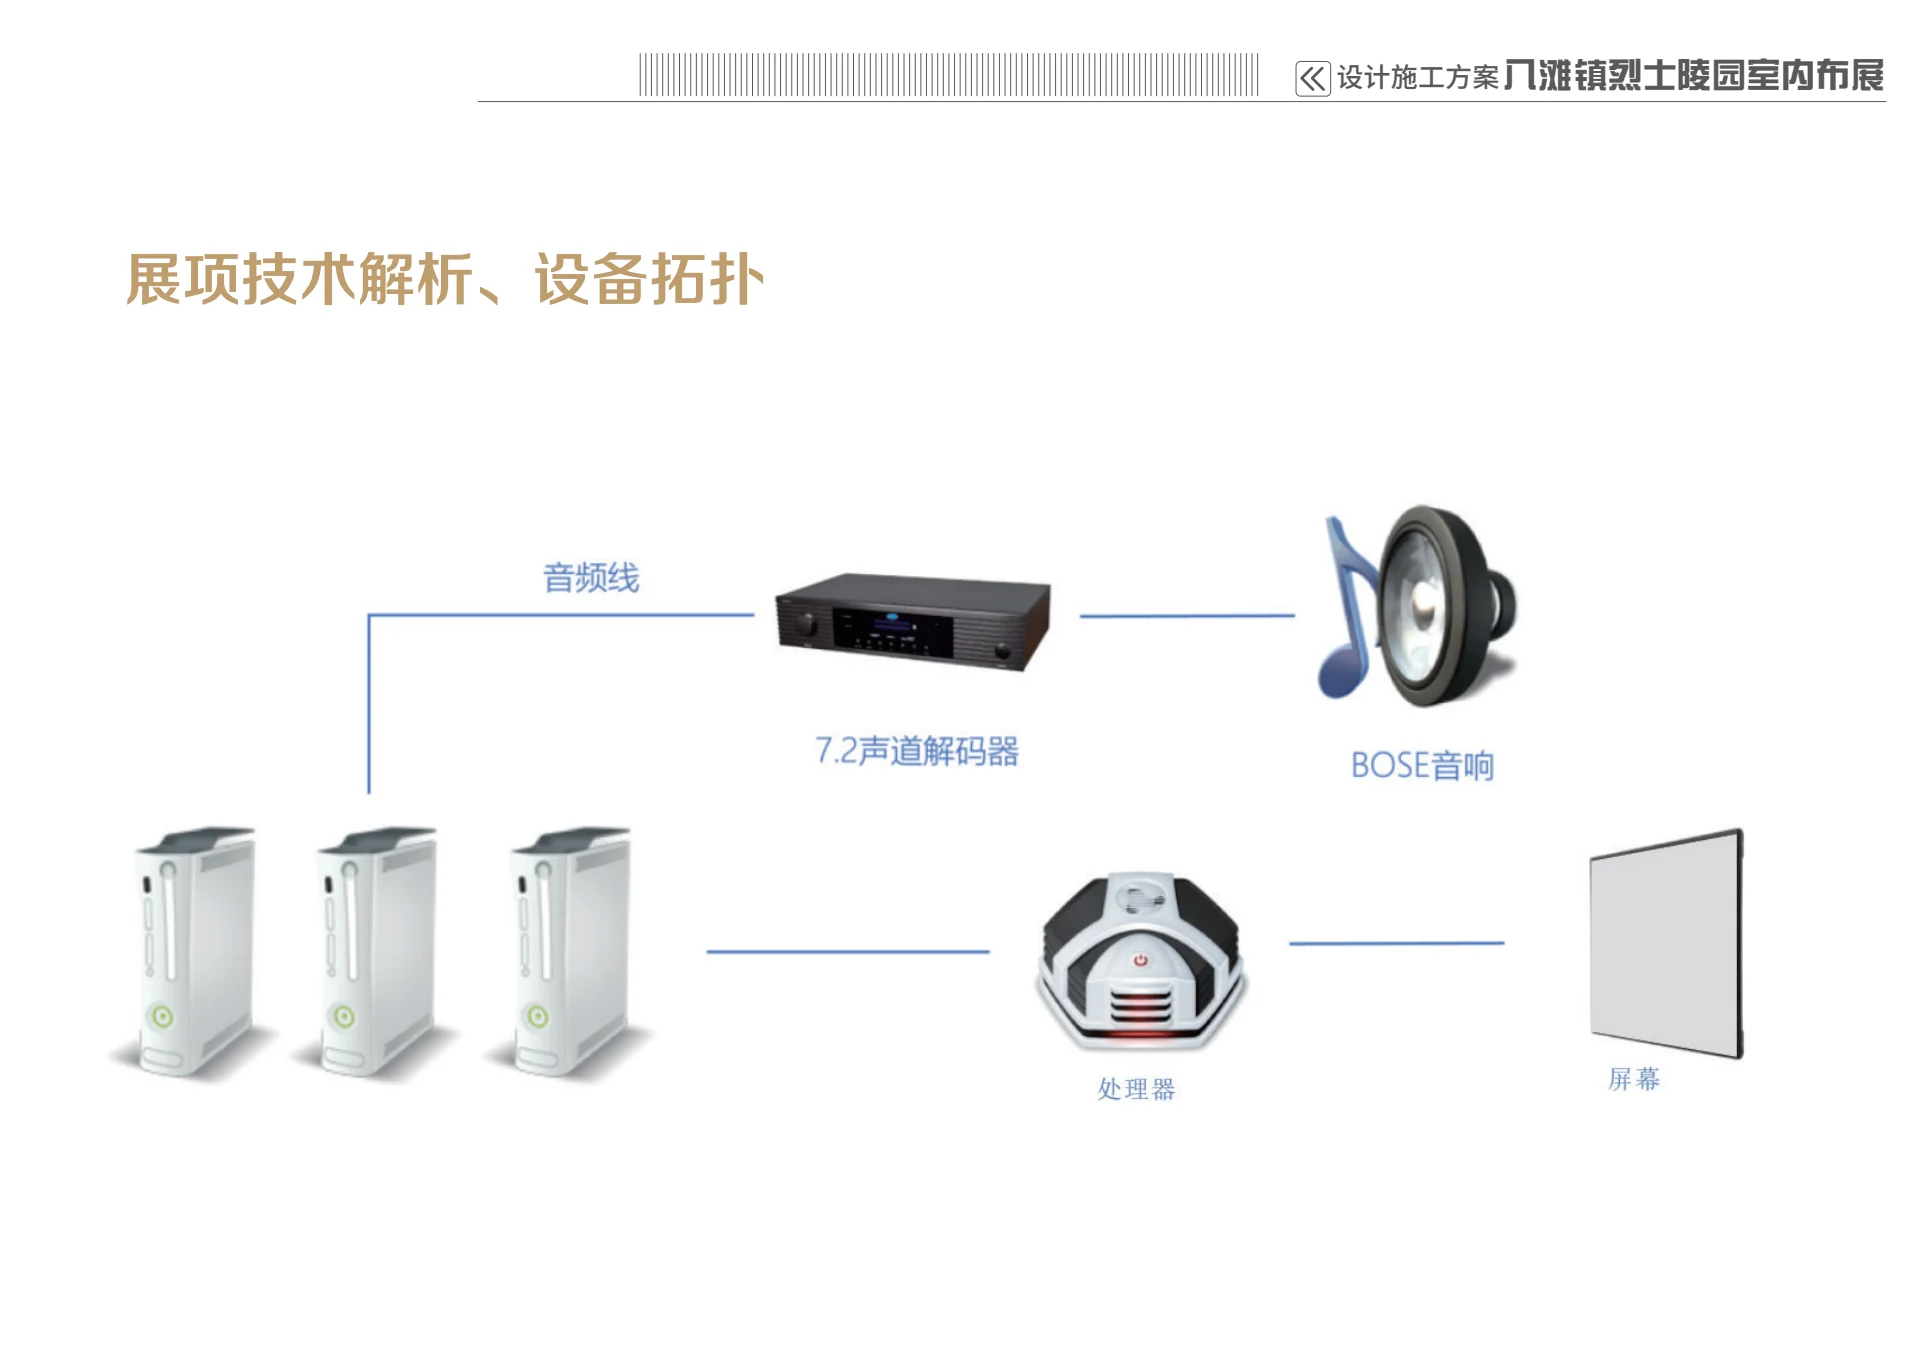 设计施工方案 八滩镇烈士陵园室内布展
展项技术解析、设备拓扑
音频线
7.2声道解码器
BOSE音响
处理器
屏幕